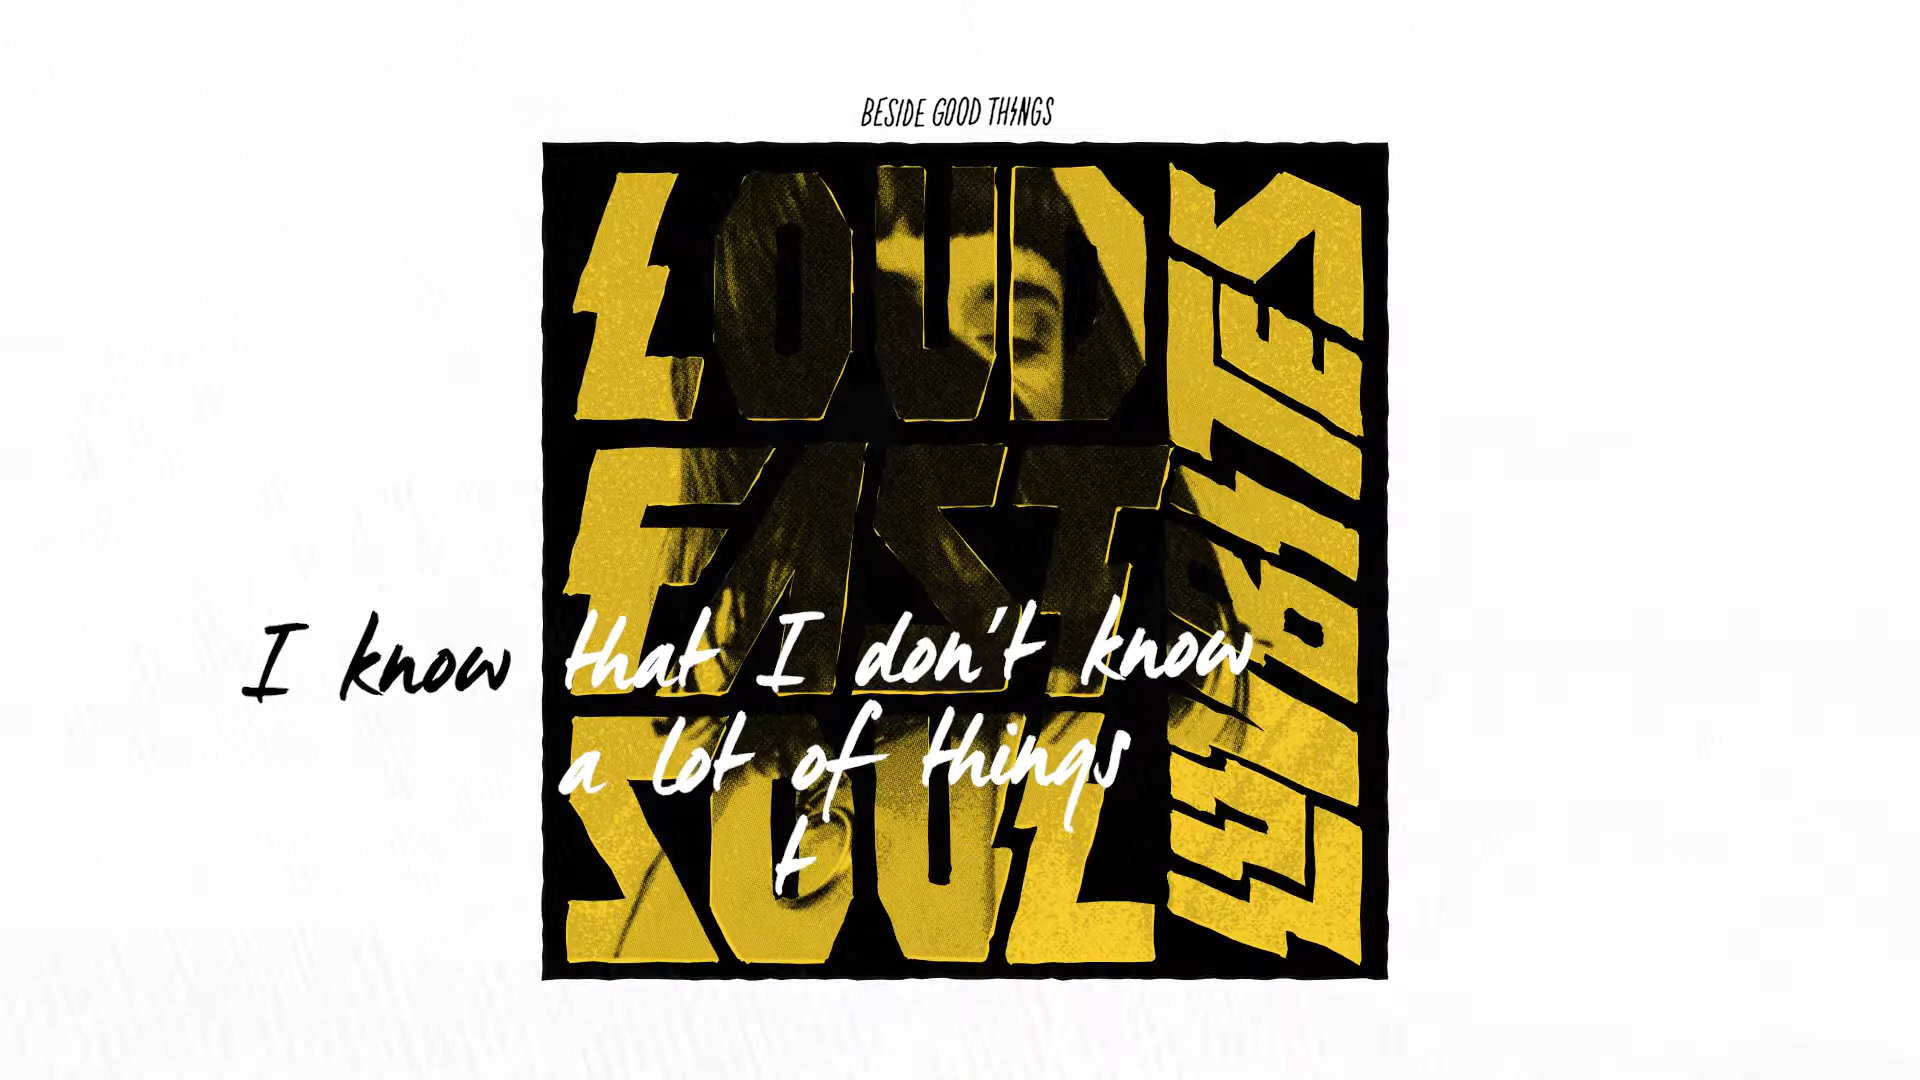 BESIDE GOOD THINGS
LOUD
FAST
SOUL
I know that I don't know
a lot of things
t